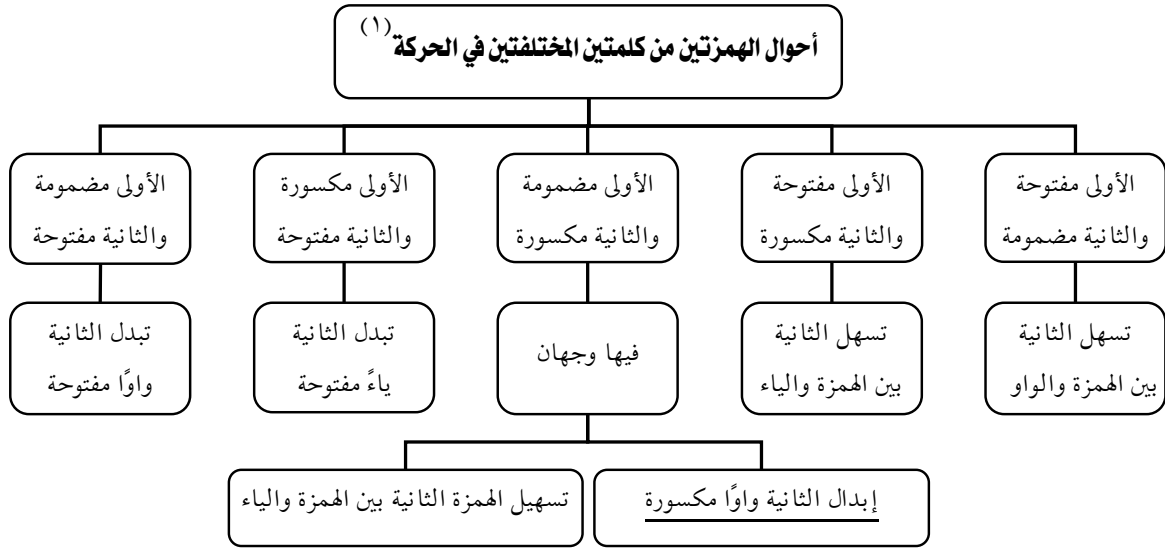 أحوال الهمزتين من كلمتين المختلفتين في الحركة (١)
الأولى مفتوحة
والثانية مضمومة
الأولى مفتوحة
والثانية مكسورة
الأولى مضمومة
والثانية مكسورة
الأولى مكسورة
والثانية مفتوحة
الأولى مضمومة
والثانية مفتوحة
تسهل الثانية
بين الهمزة والواو
تسهل الثانية
بين الهمزة والياء
فيها وجهان
تبدل الثانية
ياءً مفتوحة
تبدل الثانية
واوًا مفتوحة
إبدال الثانية واوًا مكسورة
تسهيل الهمزة الثانية بين الهمزة والياء